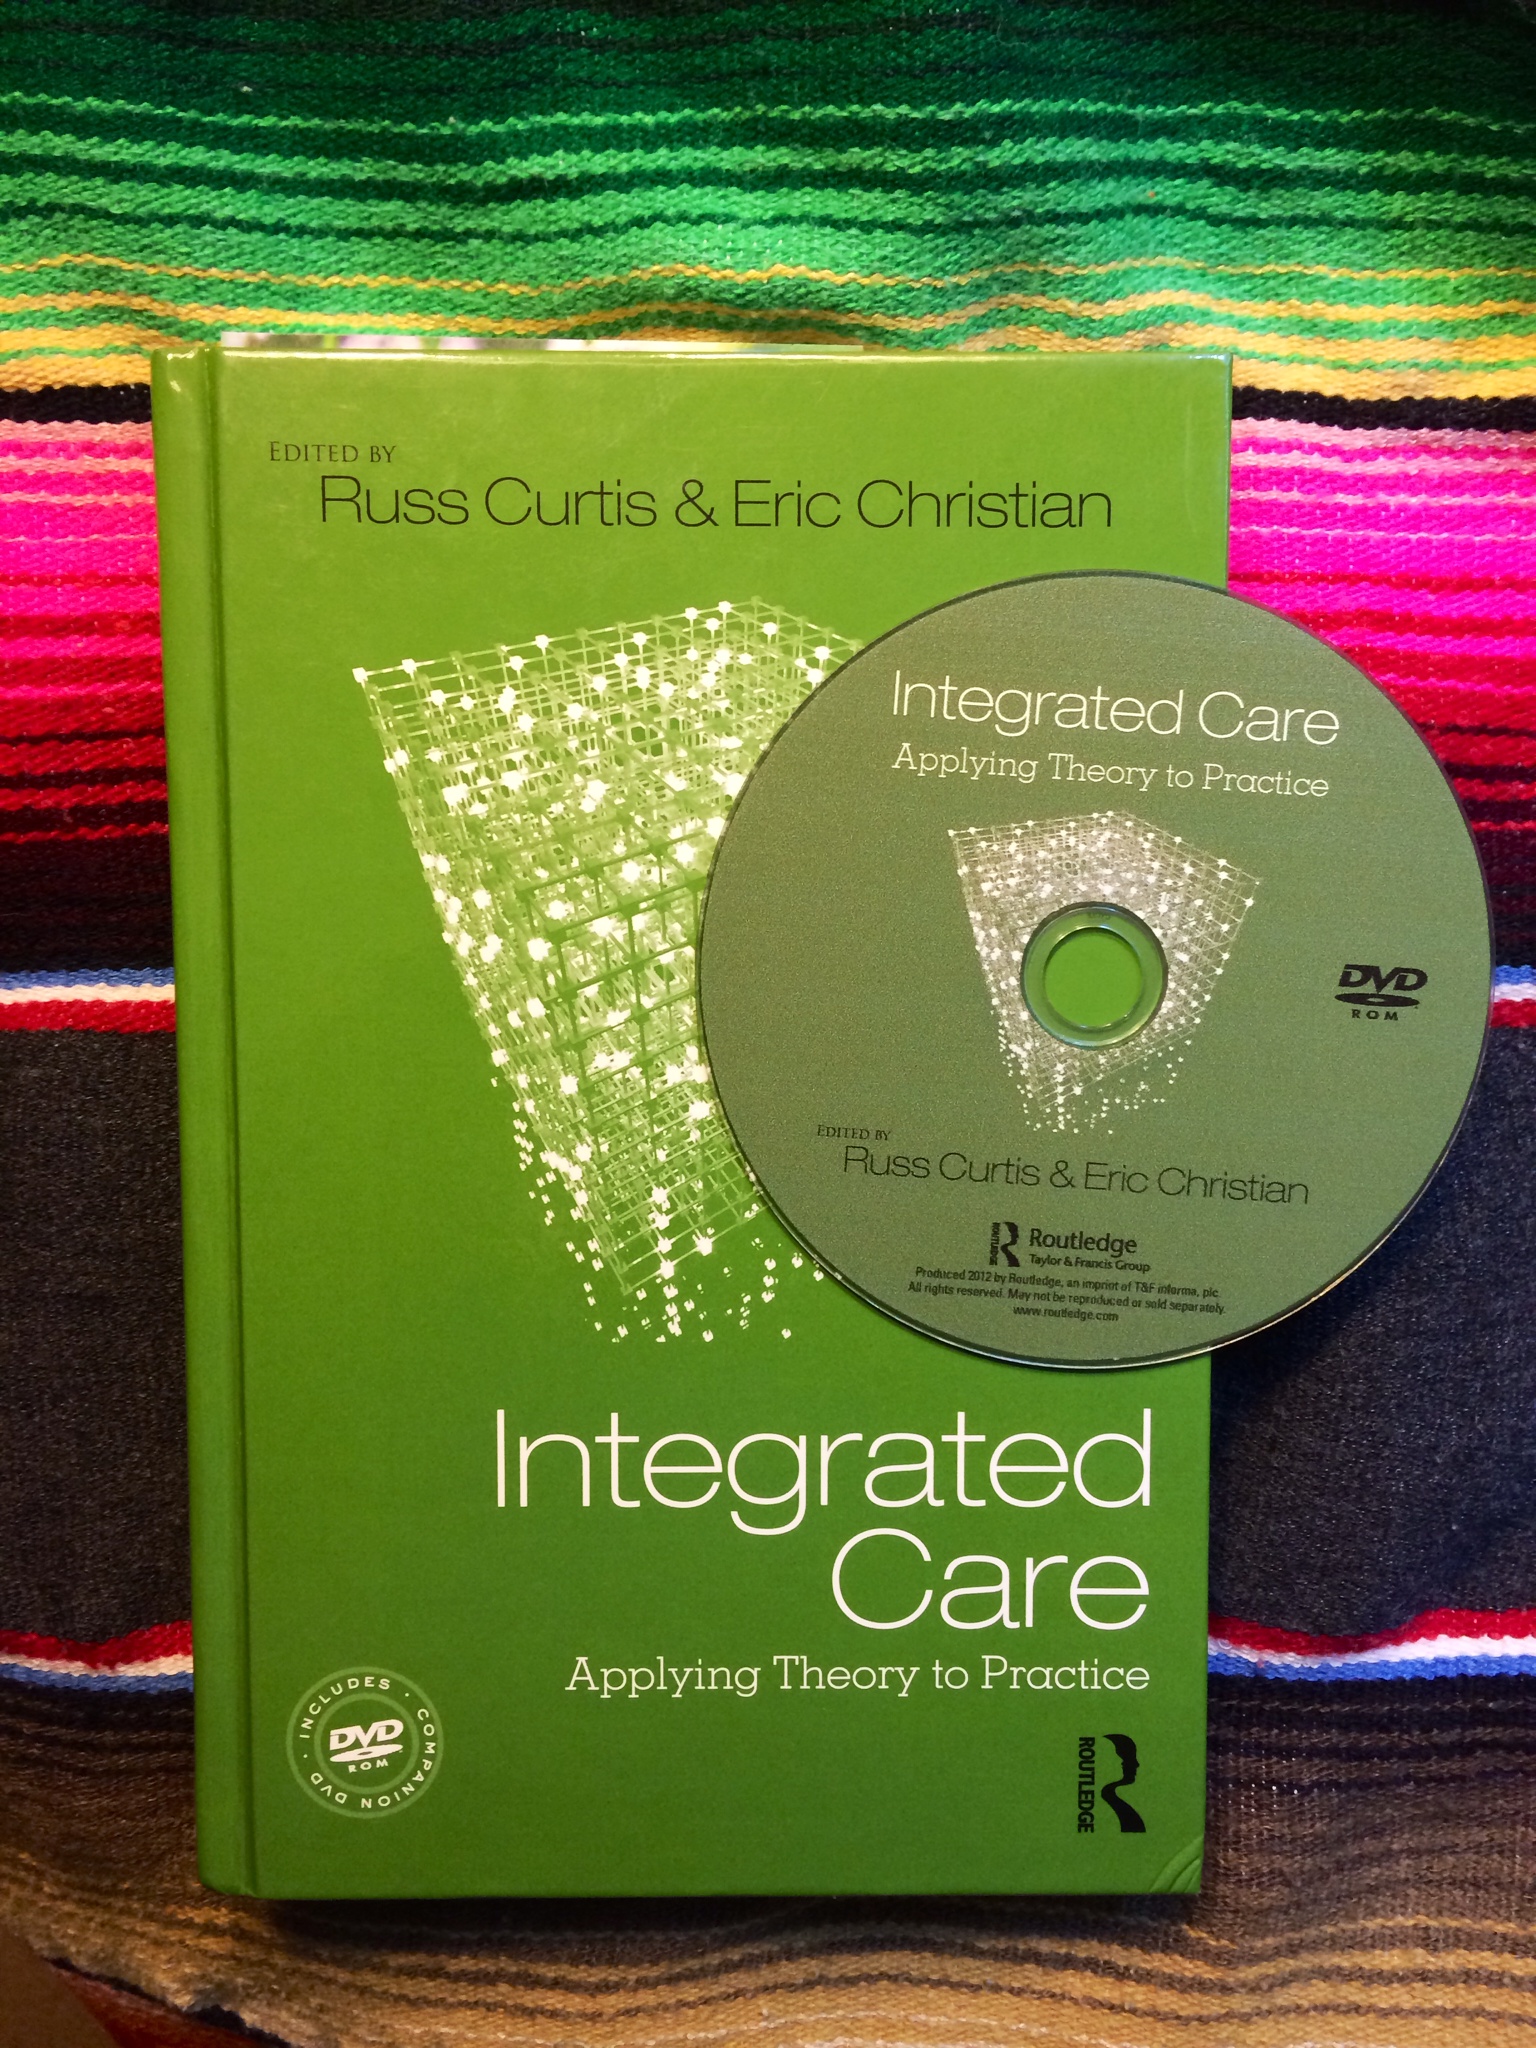 EDITED BY
Russ Curtis & Eric Christian
Integrated Care
Applying Theory to Practice
DVD
ROM
EDITED BY
Russ Curtis & Eric Christian
ROUTLEDGE
Routledge
Taylor & Francis Group
Produced 2012 by Routledge, an imprint of T&F informa, plc.
All rights reserved. May not be reproduced or sold separately.
www.routledge.com
Integrated
Care
Applying Theory to Practice
INCLUDES · COMPANION DVD ·
DVD
ROM
ROUTLEDGE